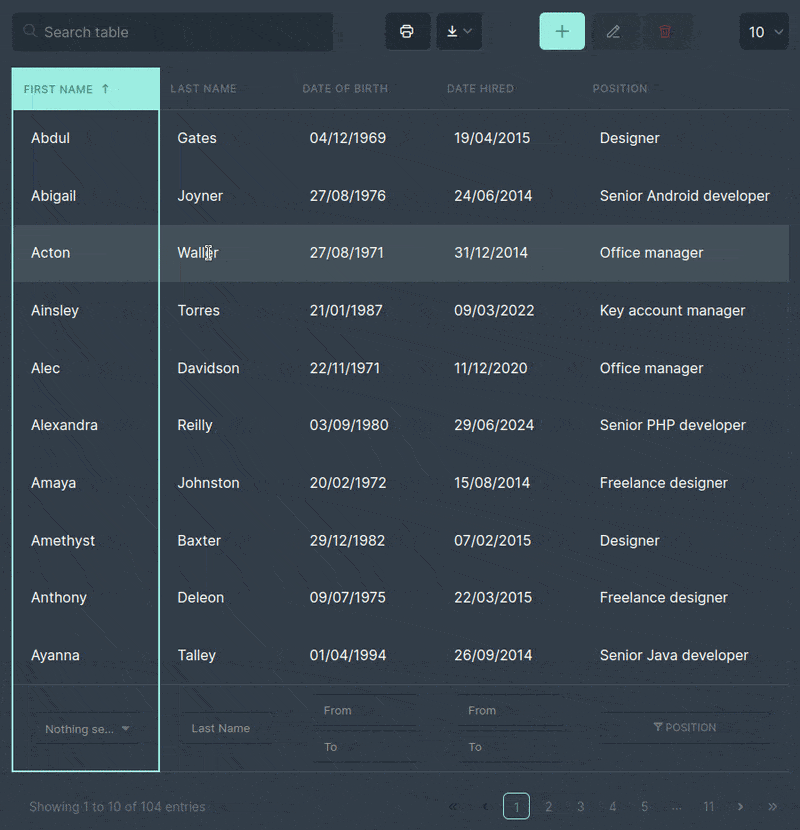 Search table
10
FIRST NAME ↑ LAST NAME DATE OF BIRTH DATE HIRED POSITION
Abdul Gates 04/12/1969 19/04/2015 Designer
Abigail Joyner 27/08/1976 24/06/2014 Senior Android developer
Acton 27/08/1971 31/12/2014 Office manager
Ainsley Torres 21/01/1987 09/03/2022 Key account manager
Alec Davidson 22/11/1971 11/12/2020 Office manager
Alexandra Reilly 03/09/1980 29/06/2024 Senior PHP developer
Amaya Johnston 20/02/1972 15/08/2014 Freelance designer
Amethyst Baxter 29/12/1982 07/02/2015 Designer
Anthony Deleon 09/07/1975 22/03/2015 Freelance designer
Ayanna Talley 01/04/1994 26/09/2014 Senior Java developer
From From
Nothing se... Last Name POSITION
To To
Showing 1 to 10 of 104 entries « ‹ 1 2 3 4 5 ... 11 › »